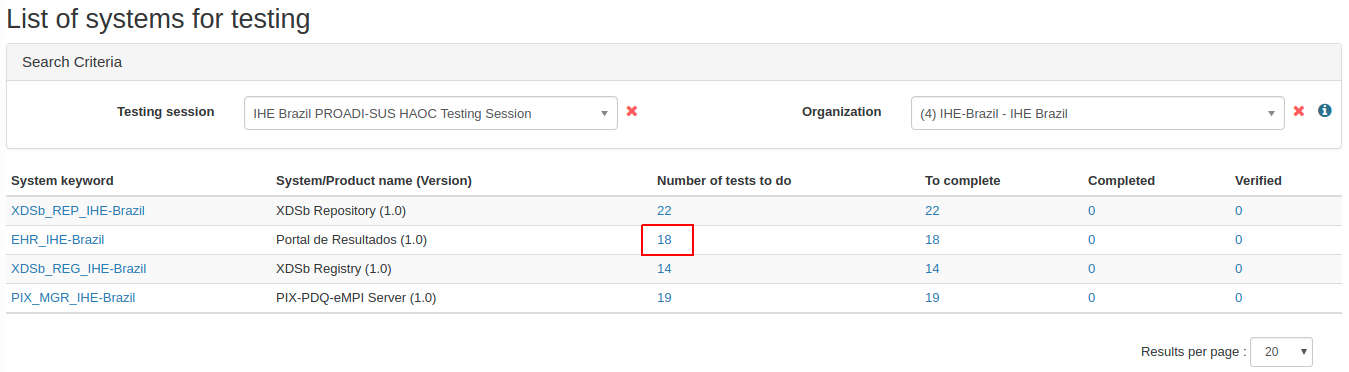 List of systems for testing
Search Criteria
Testing session IHE Brazil PROADI-SUS HAOC Testing Session Organization (4) IHE-Brazil - IHE Brazil
System keyword System/Product name (Version) Number of tests to do To complete Completed Verified
XDSb_REP_IHE-Brazil XDSb Repository (1.0) 22 22 0 0
EHR_IHE-Brazil Portal de Resultados (1.0) 18 18 0 0
XDSb_REG_IHE-Brazil XDSb Registry (1.0) 14 14 0 0
PIX_MGR_IHE-Brazil PIX-PDQ-eMPI Server (1.0) 19 19 0 0
Results per page : 20